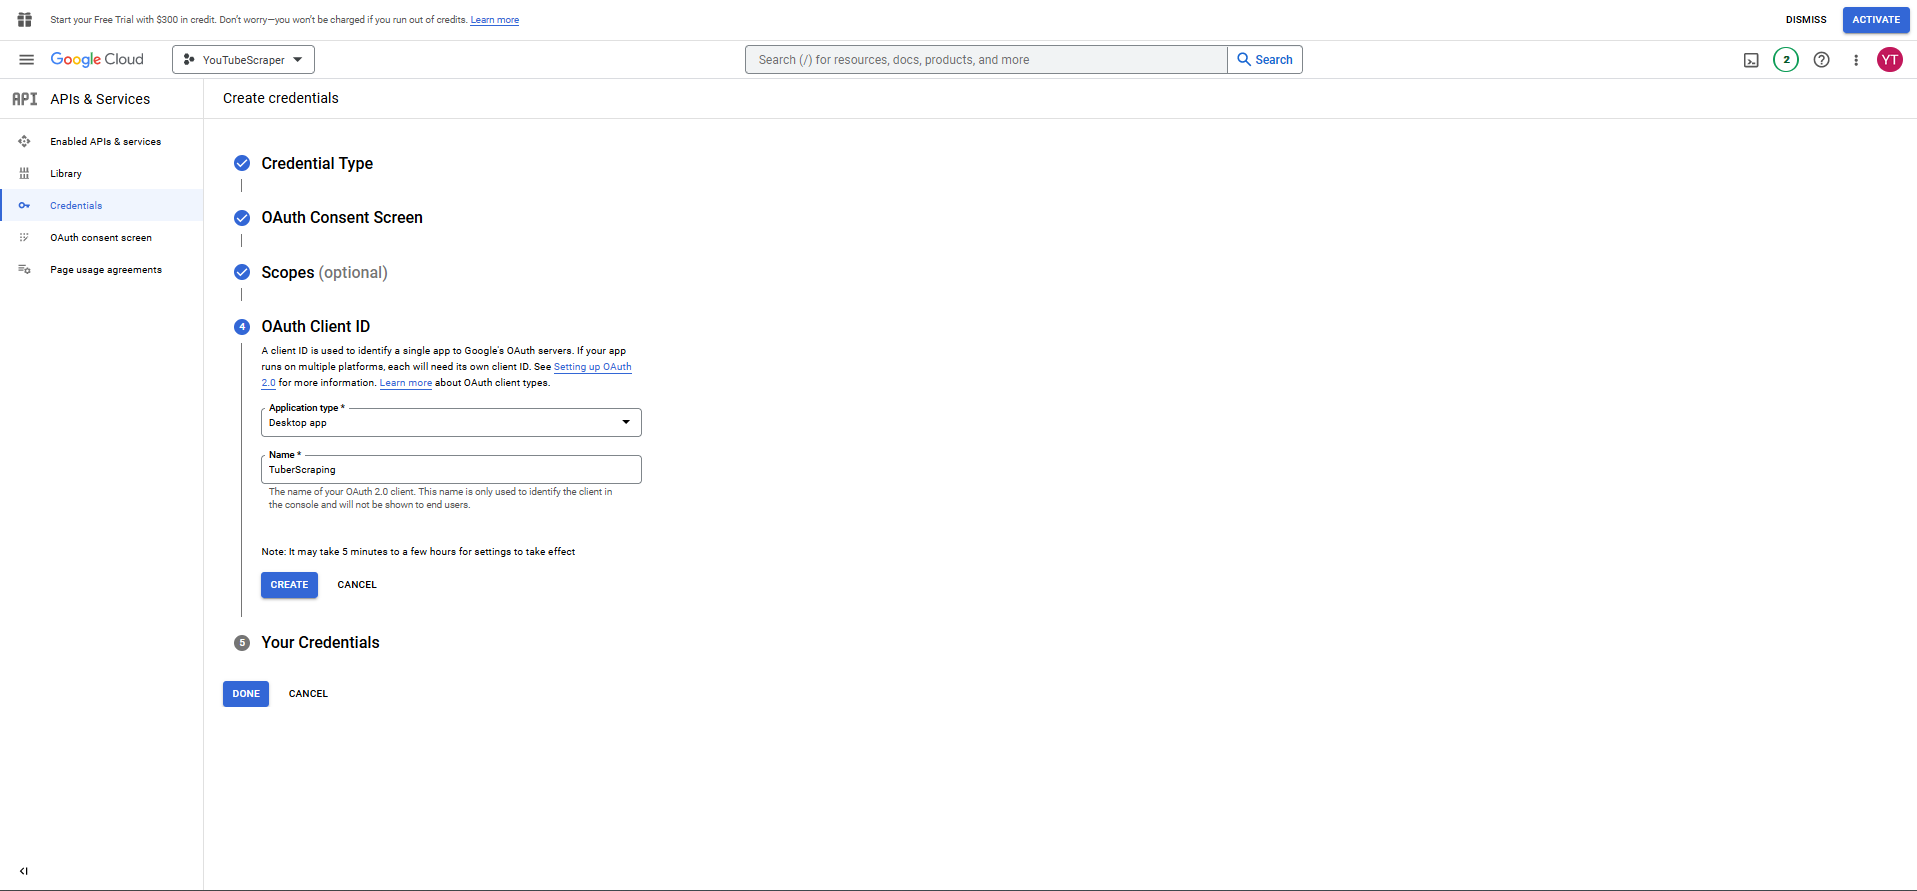 Start your Free Trial with $300 in credit. Don't worry—you won't be charged if you run out of credits. Learn more
DISMISS
ACTIVATE
Google Cloud
YouTubeScraper
Search (/) for resources, docs, products, and more
Search
2
YT
API
APIs & Services
Create credentials
Enabled APIs & services
Library
Credentials
OAuth consent screen
Page usage agreements
Credential Type
OAuth Consent Screen
Scopes (optional)
4
OAuth Client ID
A client ID is used to identify a single app to Google's OAuth servers. If your app
runs on multiple platforms, each will need its own client ID. See Setting up OAuth
2.0 for more information. Learn more about OAuth client types.
Application type *
Desktop app
Name *
TuberScraping
The name of your OAuth 2.0 client. This name is only used to identify the client in
the console and will not be shown to end users.
Note: It may take 5 minutes to a few hours for settings to take effect
CREATE
CANCEL
5
Your Credentials
DONE
CANCEL